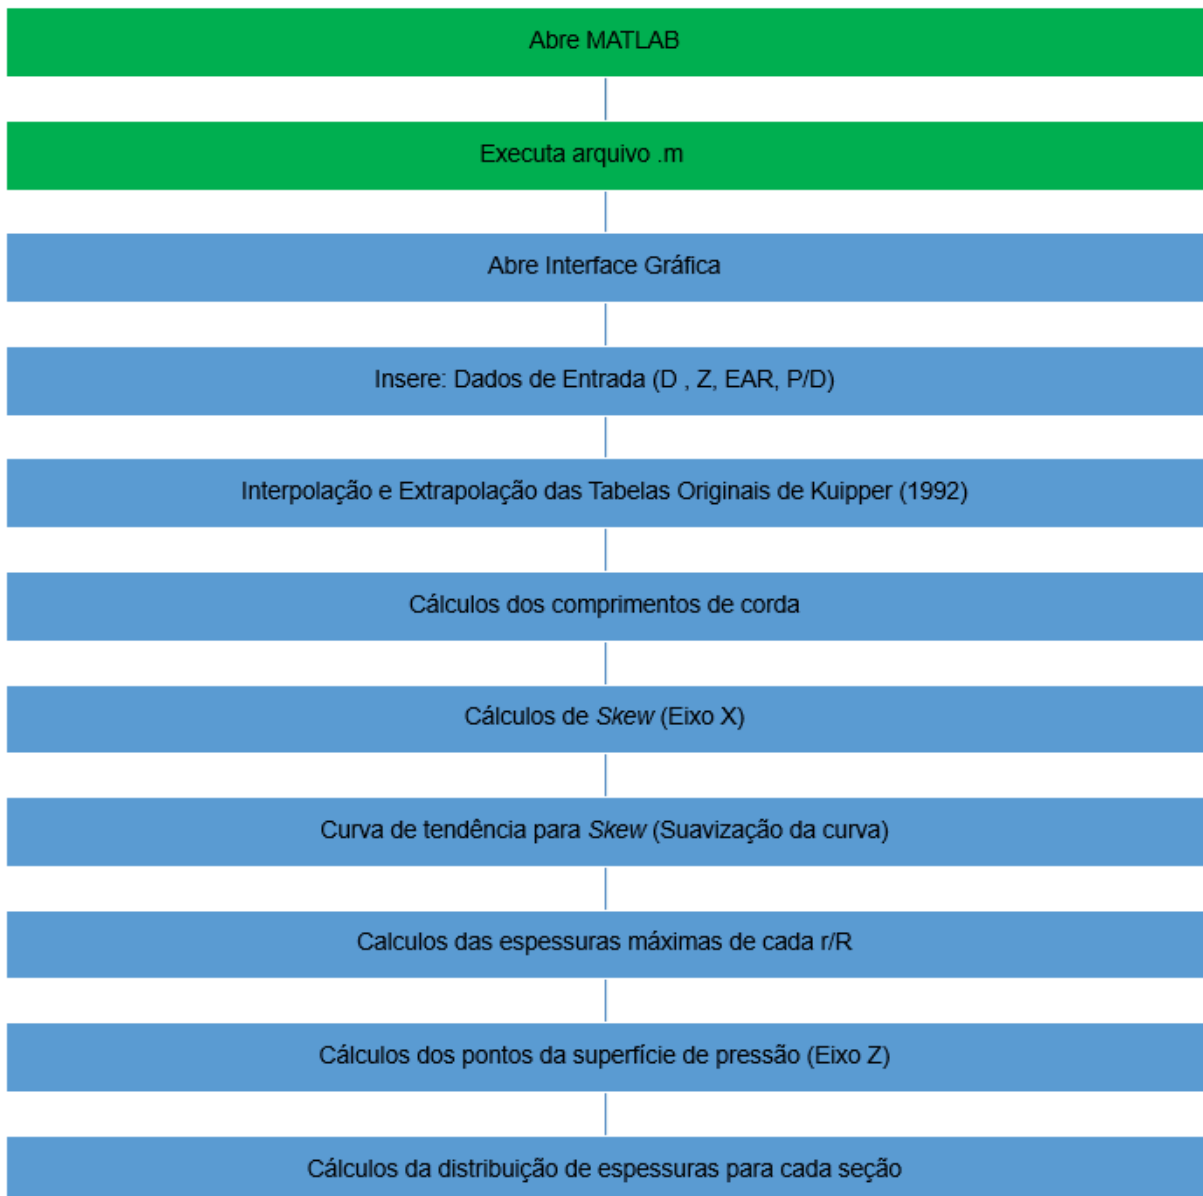 Abre MATLAB
Executa arquivo .m
Abre Interface Gráfica
Insere: Dados de Entrada (D , Z, EAR, P/D)
Interpolação e Extrapolação das Tabelas Originais de Kuipper (1992)
Cálculos dos comprimentos de corda
Cálculos de Skew (Eixo X)
Curva de tendência para Skew (Suavização da curva)
Calculos das espessuras máximas de cada r/R
Cálculos dos pontos da superfície de pressão (Eixo Z)
Cálculos da distribuição de espessuras para cada seção